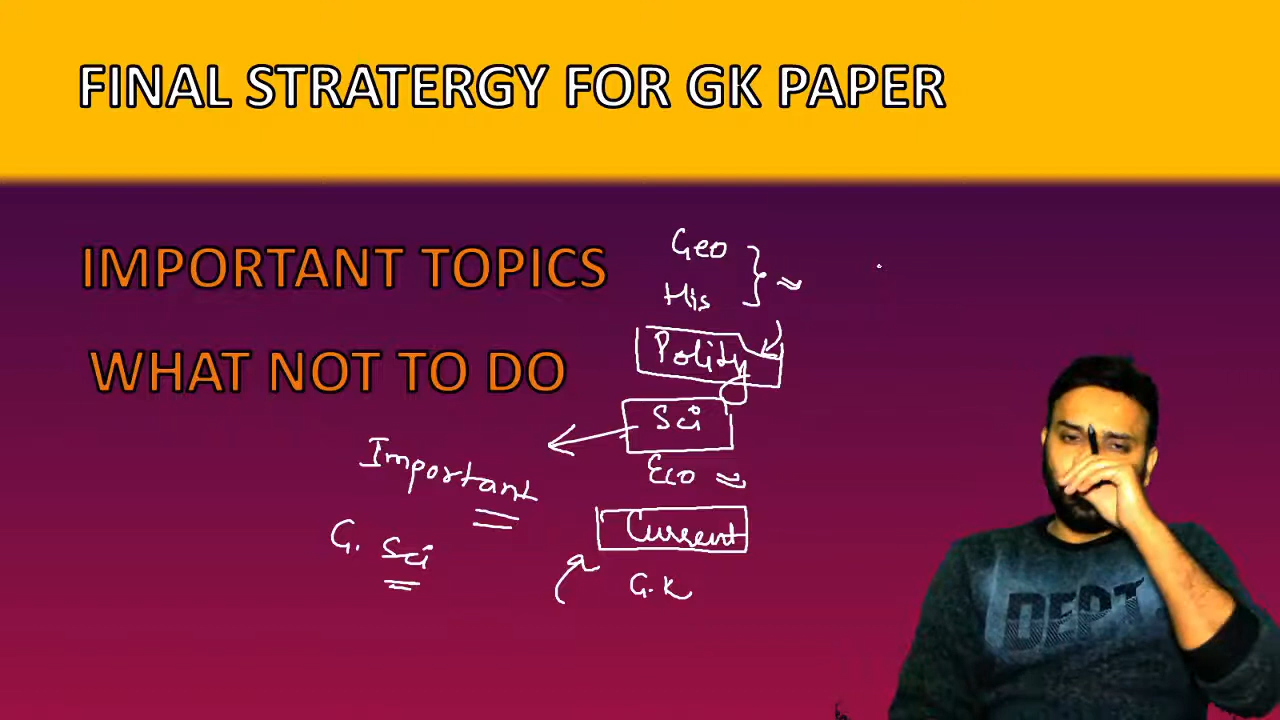 FINAL STRATERGY FOR GK PAPER
IMPORTANT TOPICS
WHAT NOT TO DO
Geo
His
Polity
Sci
Eco
Current
G.K
Important
G. Sci
DEPT.